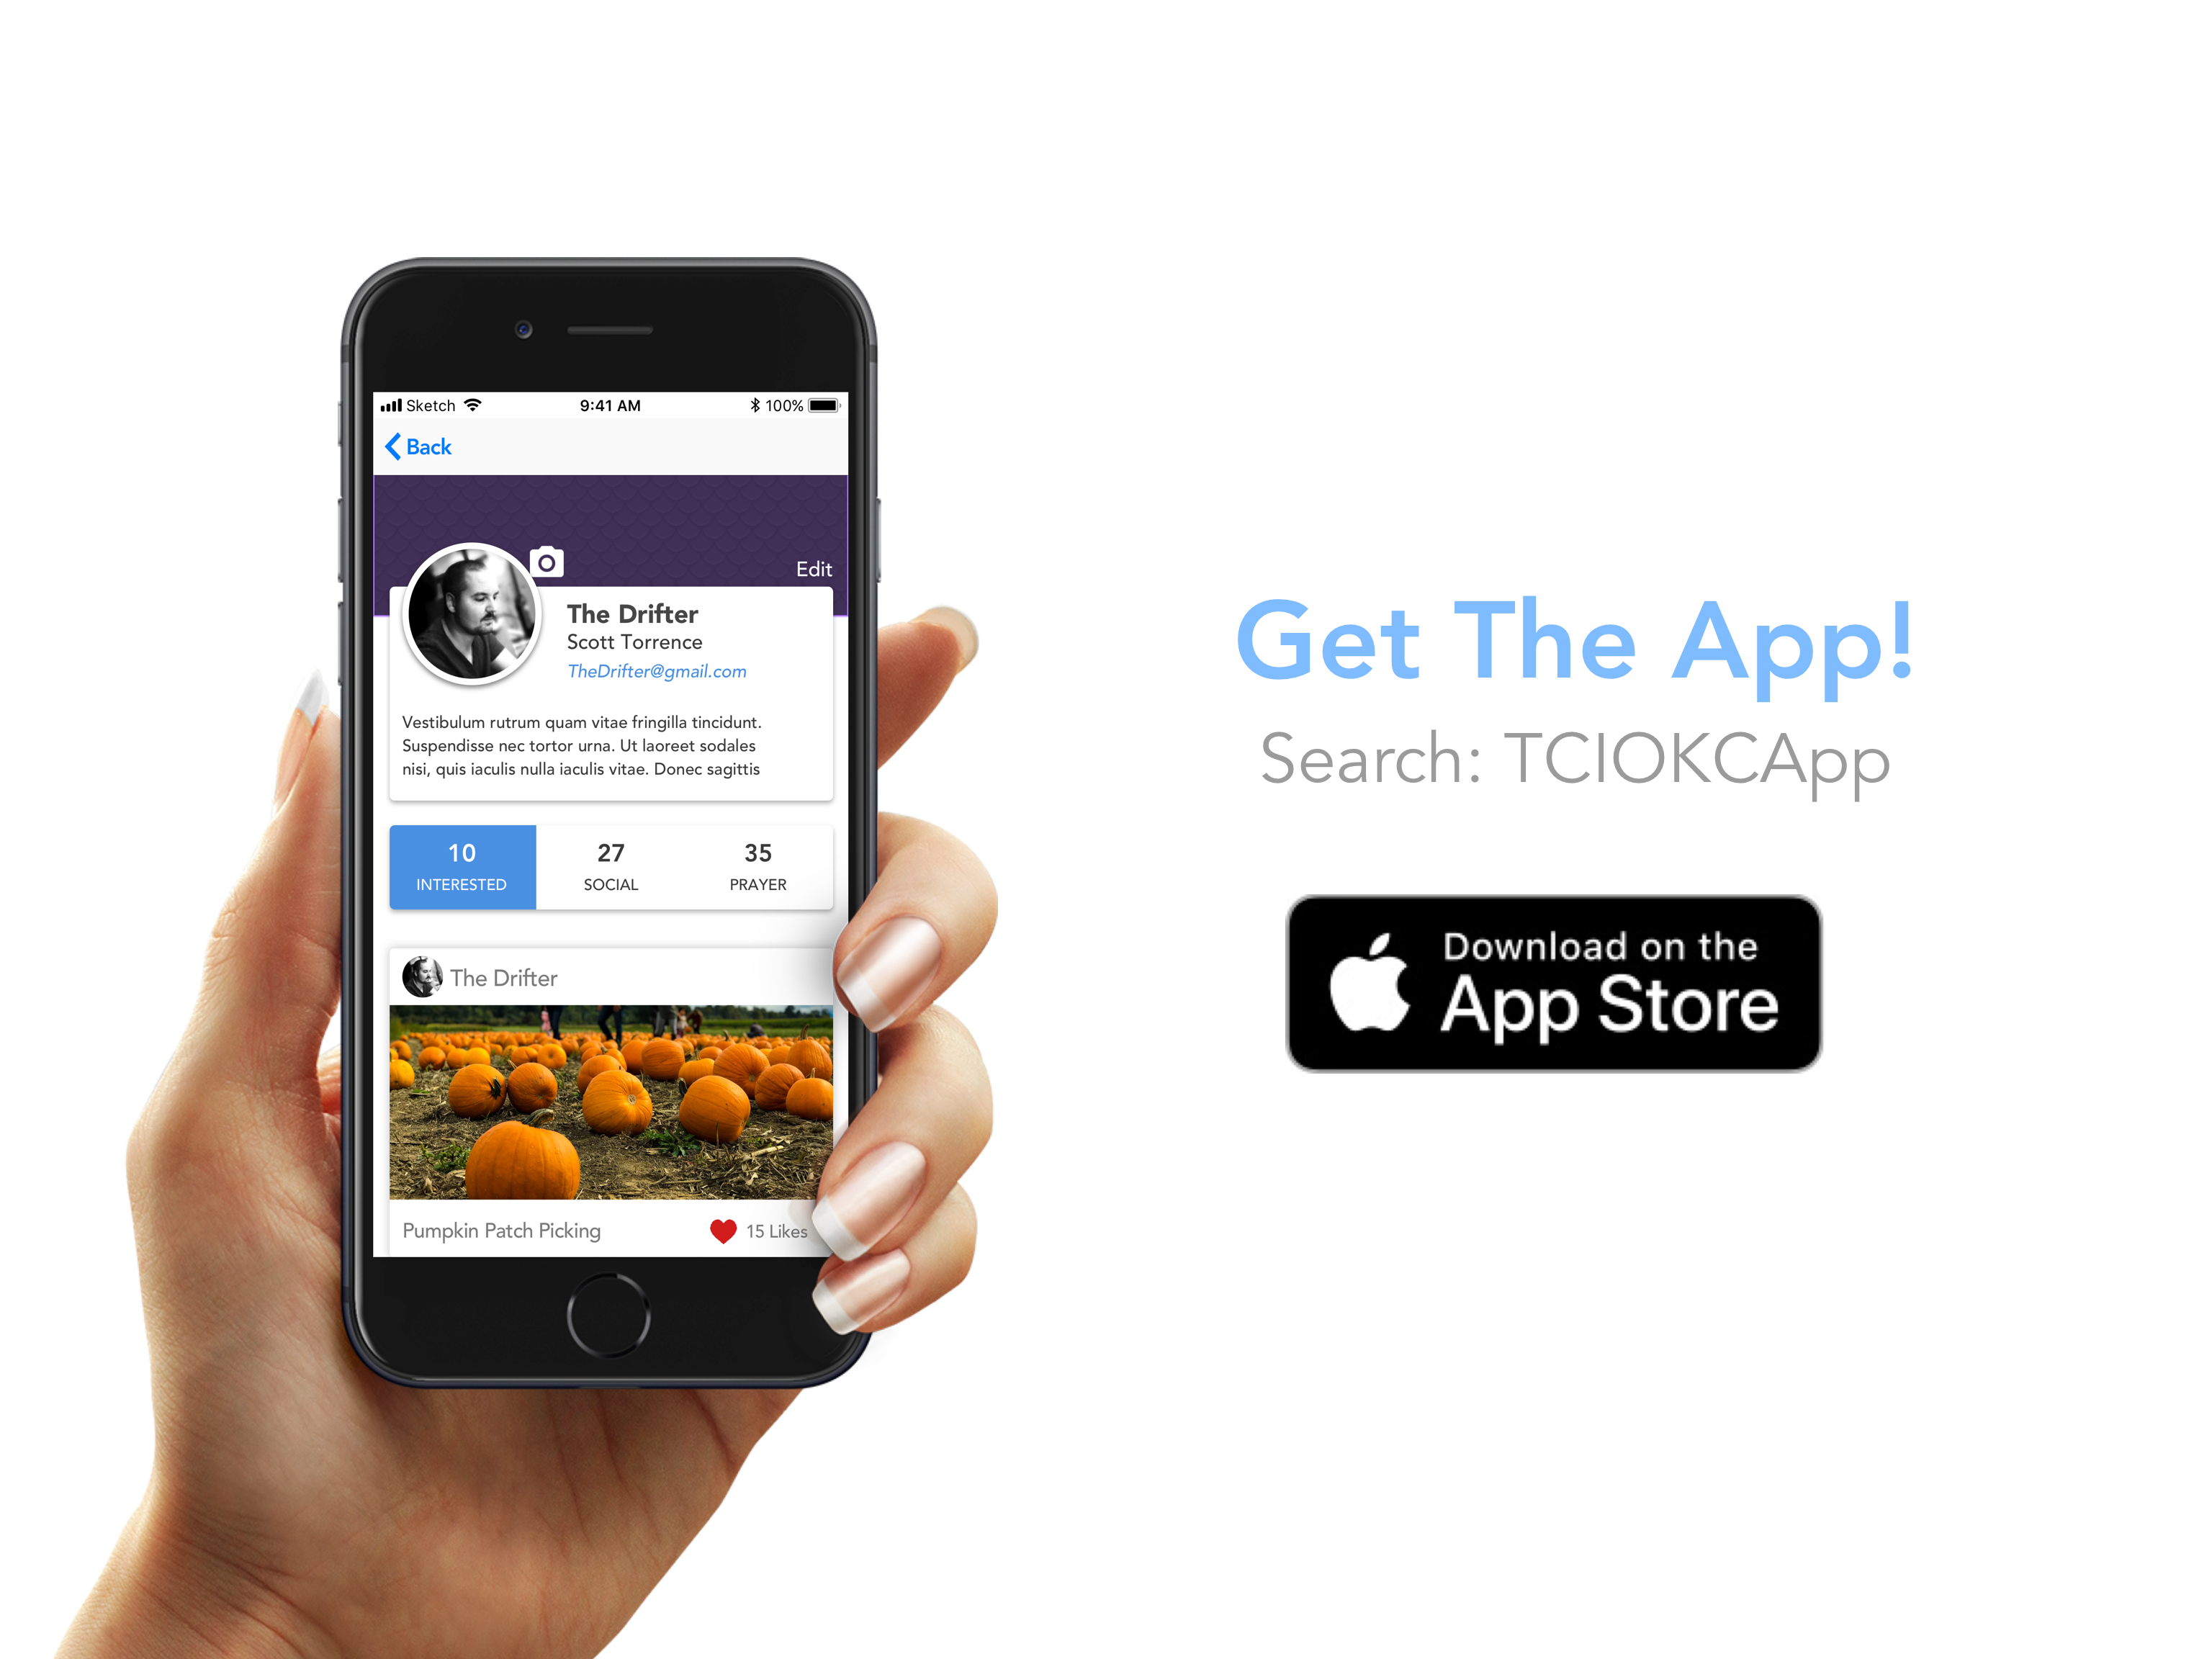 Sketch 9:41 AM 100%
Back
Edit
The Drifter
Scott Torrence
TheDrifter@gmail.com
Vestibulum rutrum quam vitae fringilla tincidunt.
Suspendisse nec tortor urna. Ut laoreet sodales
nisi, quis iaculis nulla iaculis vitae. Donec sagittis
10 27 35
INTERESTED SOCIAL PRAYER
The Drifter
Pumpkin Patch Picking 15 Likes
Get The App!
Search: TCIOKCApp
Download on the
App Store